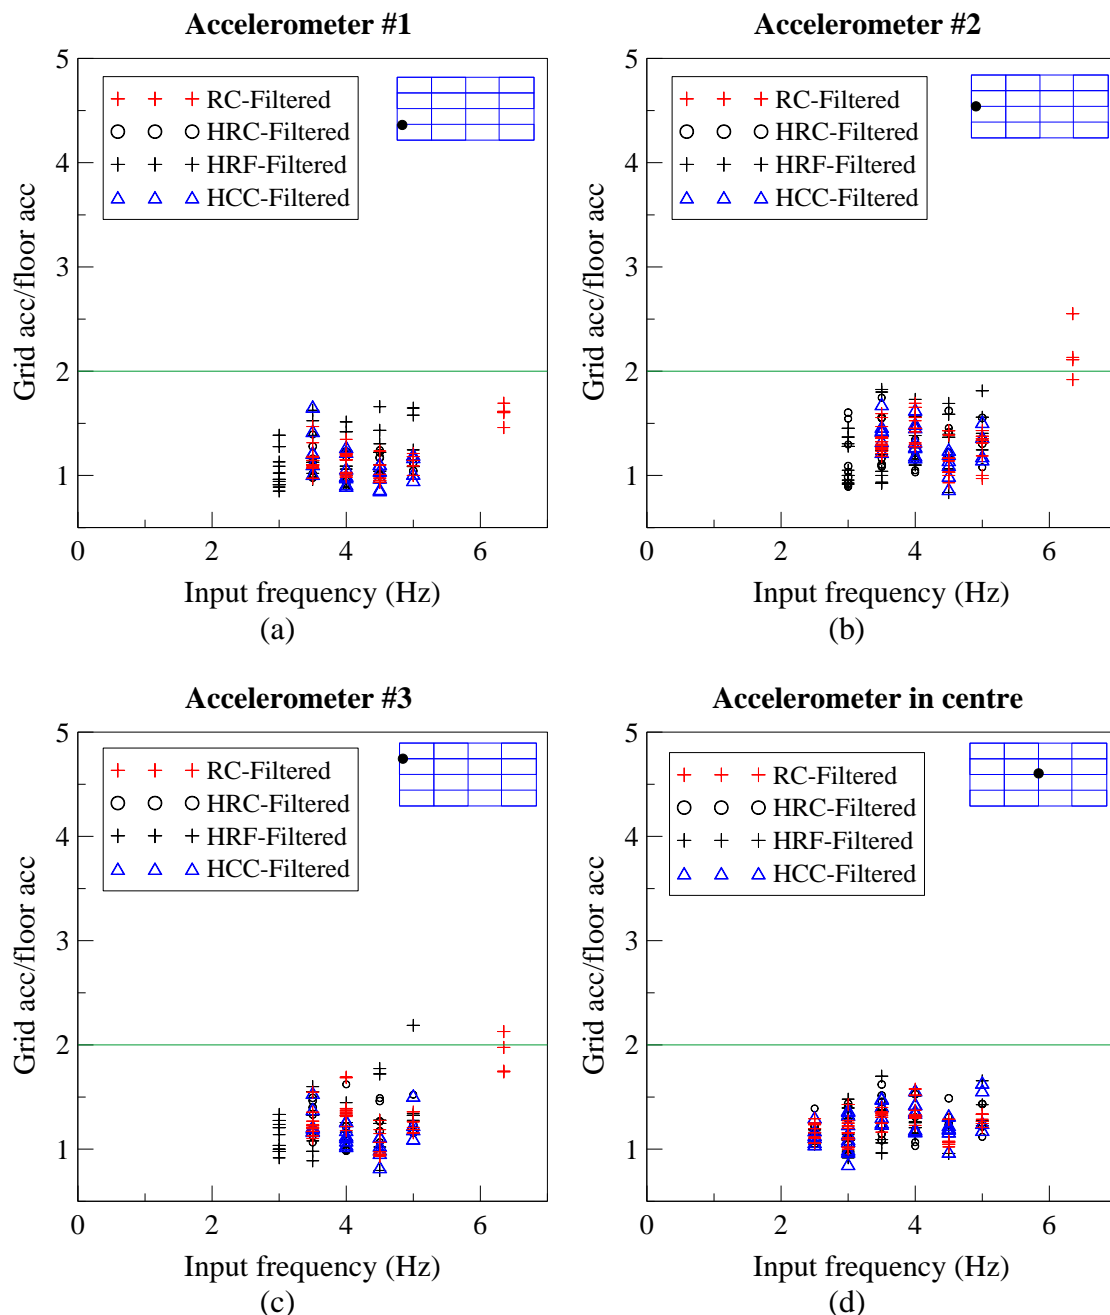 Accelerometer #1
5
4
3
2
1
0
2
4
6
Grid acc/floor acc
Input frequency (Hz)
RC-Filtered
HRC-Filtered
HRF-Filtered
HCC-Filtered
(a)
Accelerometer #2
5
4
3
2
1
0
2
4
6
Grid acc/floor acc
Input frequency (Hz)
RC-Filtered
HRC-Filtered
HRF-Filtered
HCC-Filtered
(b)
Accelerometer #3
5
4
3
2
1
0
2
4
6
Grid acc/floor acc
Input frequency (Hz)
RC-Filtered
HRC-Filtered
HRF-Filtered
HCC-Filtered
(c)
Accelerometer in centre
5
4
3
2
1
0
2
4
6
Grid acc/floor acc
Input frequency (Hz)
RC-Filtered
HRC-Filtered
HRF-Filtered
HCC-Filtered
(d)